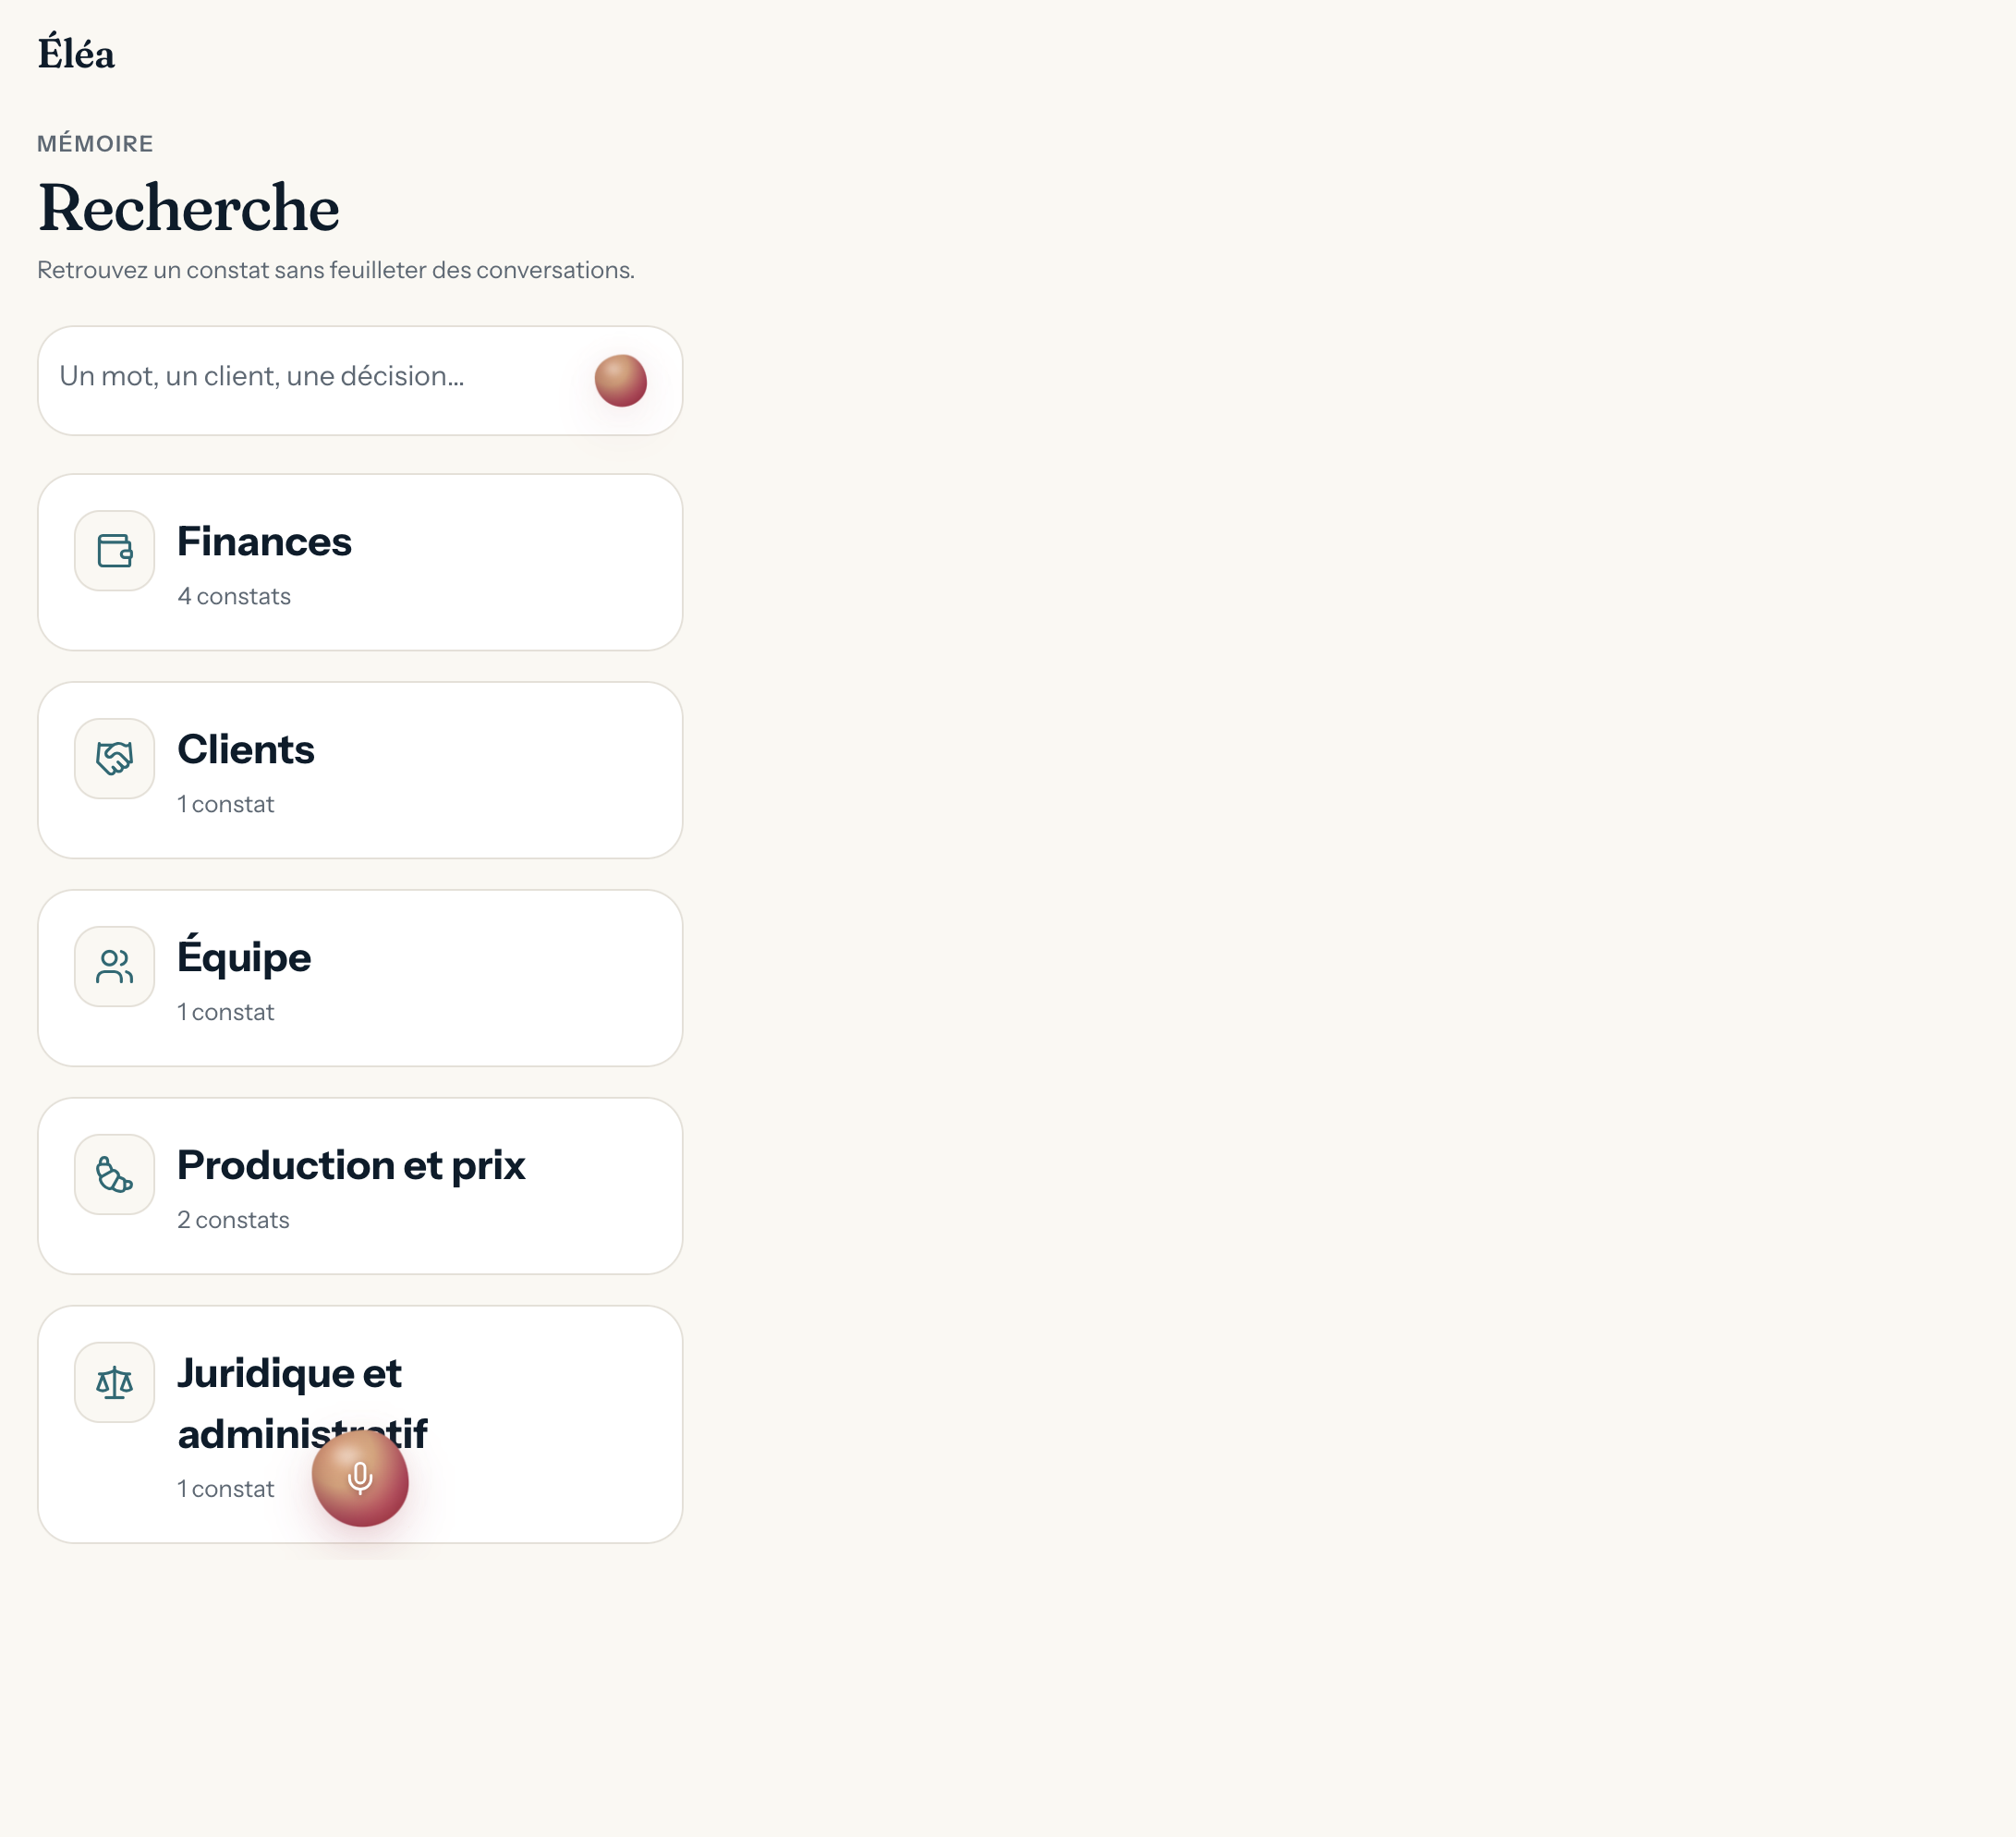 Éléa
MÉMOIRE
Recherche
Retrouvez un constat sans feuilleter des conversations.
Un mot, un client, une décision...
Finances
4 constats
Clients
1 constat
Équipe
1 constat
Production et prix
2 constats
Juridique et
administratif
1 constat